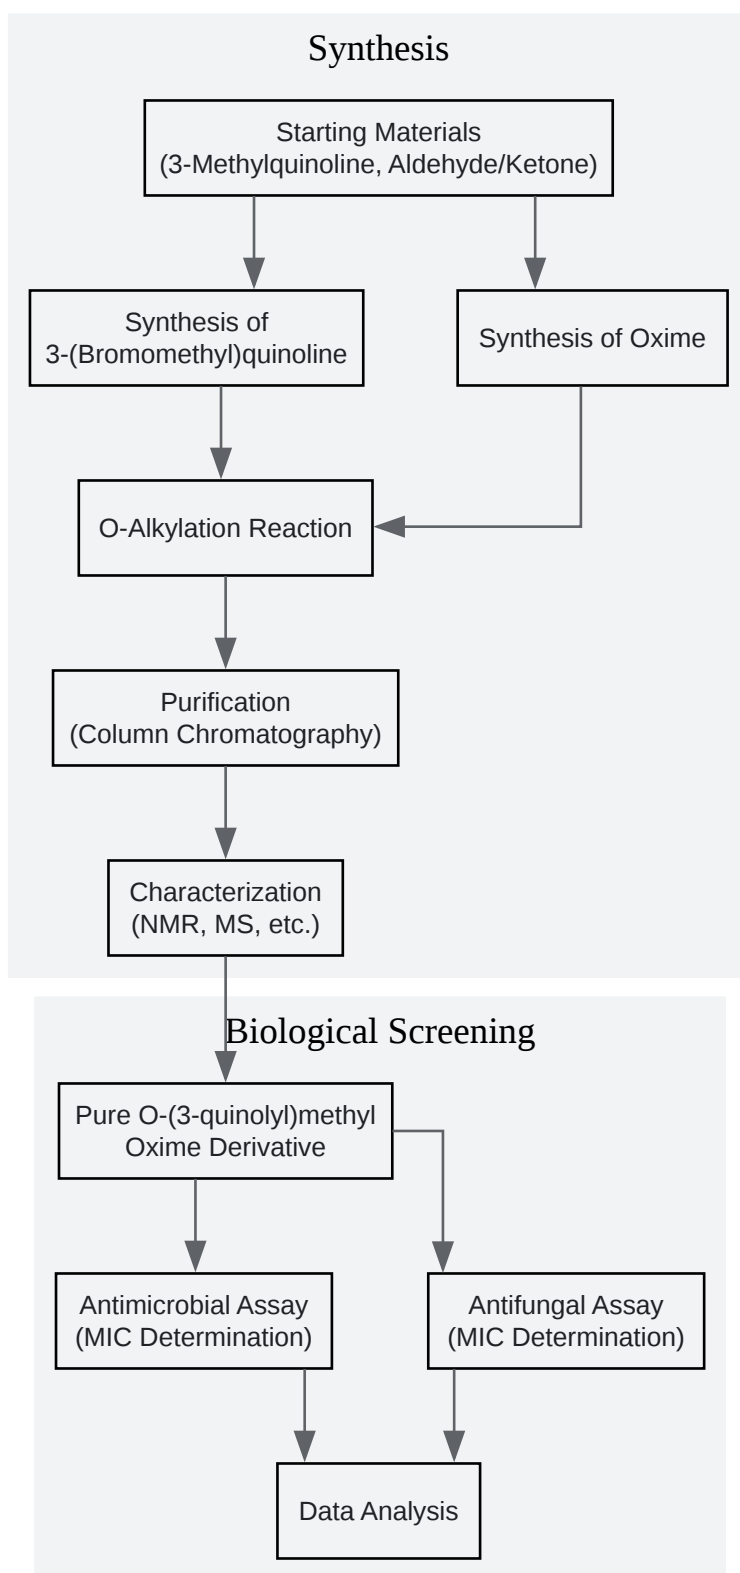 Synthesis
Starting Materials
(3-Methylquinoline, Aldehyde/Ketone)
Synthesis of
3-(Bromomethyl)quinoline
Synthesis of Oxime
O-Alkylation Reaction
Purification
(Column Chromatography)
Characterization
(NMR, MS, etc.)
Biological Screening
Pure O-(3-quinolyl)methyl
Oxime Derivative
Antimicrobial Assay
(MIC Determination)
Antifungal Assay
(MIC Determination)
Data Analysis